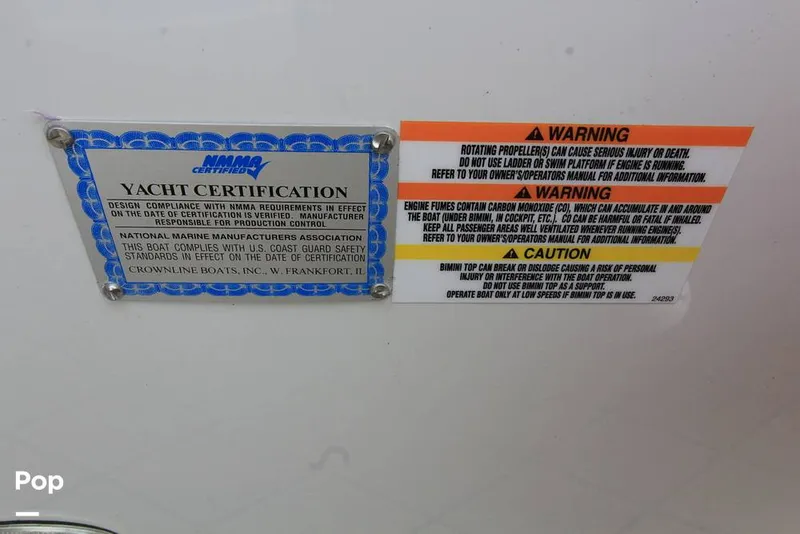 NMMA
CERTIFIED
YACHT CERTIFICATION
DESIGN COMPLIANCE WITH NMMA REQUIREMENTS IN EFFECT
ON THE DATE OF CERTIFICATION IS VERIFIED. MANUFACTURER
RESPONSIBLE FOR PRODUCTION CONTROL
NATIONAL MARINE MANUFACTURERS ASSOCIATION
THIS BOAT COMPLIES WITH U.S. COAST GUARD SAFETY
STANDARDS IN EFFECT ON THE DATE OF CERTIFICATION
CROWNLINE BOATS, INC., W. FRANKFORT, IL
WARNING
ROTATING PROPELLER(S) CAN CAUSE SERIOUS INJURY OR DEATH.
DO NOT USE LADDER OR SWIM PLATFORM IF ENGINE IS RUNNING.
REFER TO YOUR OWNER'S/OPERATORS MANUAL FOR ADDITIONAL INFORMATION.
WARNING
ENGINE FUMES CONTAIN CARBON MONOXIDE (CO), WHICH CAN ACCUMULATE IN AND AROUND
THE BOAT (UNDER BIMINI, IN COCKPIT, ETC.). CO CAN BE HARMFUL OR FATAL IF INHALED.
KEEP ALL PASSENGER AREAS WELL VENTILATED WHENEVER RUNNING ENGINE(S).
REFER TO YOUR OWNER'S/OPERATORS MANUAL FOR ADDITIONAL INFORMATION.
CAUTION
BIMINI TOP CAN BREAK OR DISLODGE CAUSING A RISK OF PERSONAL
INJURY OR INTERFERENCE WITH THE BOAT OPERATION.
DO NOT USE BIMINI TOP AS A SUPPORT.
OPERATE BOAT ONLY AT LOW SPEEDS IF BIMINI TOP IS IN USE.
24293
Pop